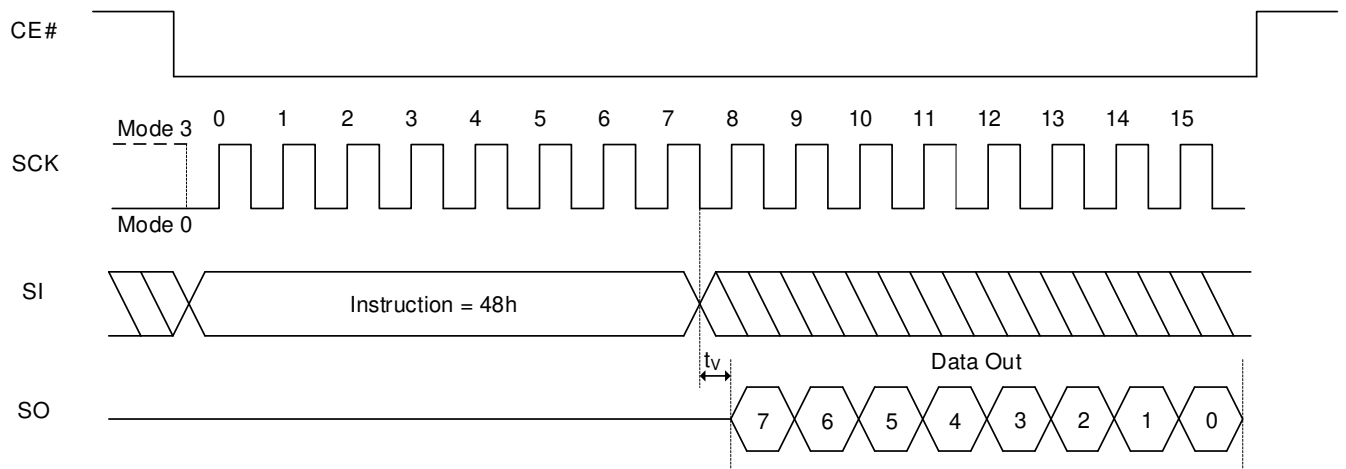 CE#
Mode 3 0 1 2 3 4 5 6 7 8 9 10 11 12 13 14 15
SCK
Mode 0
SI Instruction = 48h
tV Data Out
SO 7 6 5 4 3 2 1 0